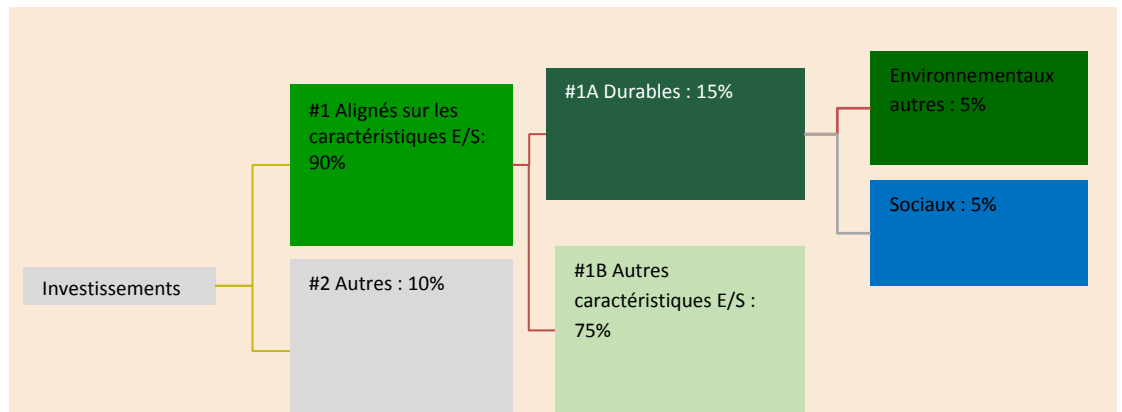 Investissements
#1 Alignés sur les
caractéristiques E/S:
90%
#2 Autres : 10%
#1A Durables : 15%
#1B Autres
caractéristiques E/S :
75%
Environnementaux
autres : 5%
Sociaux : 5%